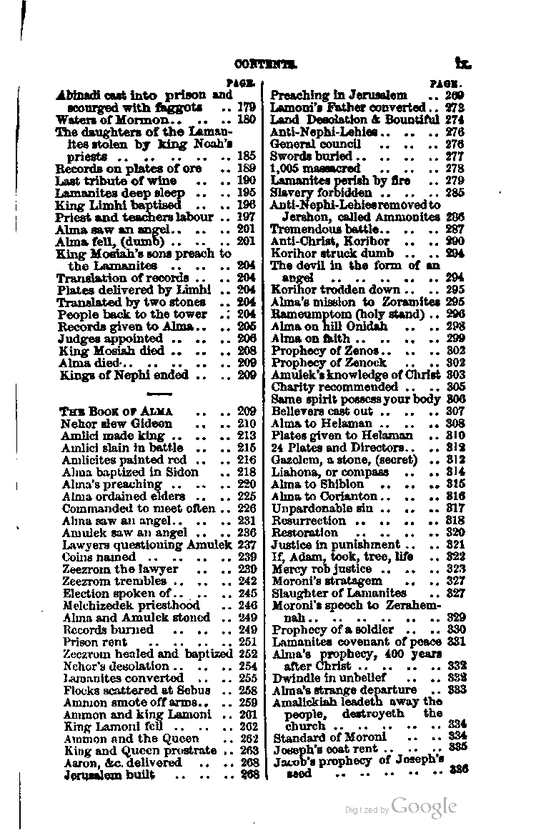 CONTENTS. ix.
PAGE.
Abinadi cast into prison and
scourged with faggots .. 179
Waters of Mormon.. .. .. 180
The daughters of the Laman-
ites stolen by king Noah's
priests .. .. .. .. .. 185
Records on plates of ore .. 189
Last tribute of wine .. .. 190
Lamanites deep sleep .. .. 195
King Limhi baptised .. .. 196
Priest and teachers labour .. 197
Alma saw an angel.. .. .. 201
Alma fell, (dumb) .. .. .. 201
King Mosiah's sons preach to
the Lamanites .. .. .. 204
Translation of records .. .. 204
Plates delivered by Limhi .. 204
Translated by two stones .. 204
People back to the tower .. 204
Records given to Alma.. .. 205
Judges appointed .. .. .. 206
King Mosiah died .. .. .. 208
Alma died.. .. .. .. .. 209
Kings of Nephi ended .. .. 209
THE BOOK OF ALMA .. .. 209
Nehor slew Gideon .. .. 210
Amlici made king .. .. .. 213
Amlici slain in battle .. .. 215
Amlicites painted red .. .. 216
Alma baptized in Sidon .. 218
Alma's preaching .. .. .. 220
Alma ordained elders .. .. 225
Commanded to meet often .. 226
Alma saw an angel.. .. .. 231
Amulek saw an angel .. .. 236
Lawyers questioning Amulek 237
Coins named .. .. .. .. 239
Zeezrom the lawyer .. .. 239
Zeezrom trembles .. .. .. 242
Election spoken of.. .. .. 245
Melchizedek priesthood .. 246
Alma and Amulek stoned .. 249
Records burned .. .. .. 249
Prison rent .. .. .. .. 251
Zeezrom healed and baptized 252
Nehor's desolation .. .. .. 254
Lamanites converted .. .. 255
Flocks scattered at Sebus .. 258
Ammon smote off arms.. .. 259
Ammon and king Lamoni .. 261
King Lamoni fell .. .. .. 262
Ammon and the Queen .. 262
King and Queen prostrate .. 263
Aaron, &c. delivered .. .. 268
Jerusalem built .. .. .. 268
PAGE.
Preaching in Jerusalem .. 269
Lamoni's Father converted .. 272
Land Desolation & Bountiful 274
Anti-Nephi-Lehies .. .. .. 276
General council .. .. .. 276
Swords buried .. .. .. .. 277
1,005 massacred .. .. .. 278
Lamanites perish by fire .. 279
Slavery forbidden .. .. .. 285
Anti-Nephi-Lehies removed to
Jershon, called Ammonites 286
Tremendous battle.. .. .. 287
Anti-Christ, Korihor .. .. 290
Korihor struck dumb .. .. 294
The devil in the form of an
angel .. .. .. .. .. 294
Korihor trodden down .. .. 295
Alma's mission to Zoramites 295
Rameumptom (holy stand) .. 296
Alma on hill Onidah .. .. 298
Alma on faith .. .. .. .. 299
Prophecy of Zenos.. .. .. 302
Prophecy of Zenock .. .. 302
Amulek's knowledge of Christ 303
Charity recommended .. .. 305
Same spirit possess your body 306
Believers cast out .. .. .. 307
Alma to Helaman .. .. .. 308
Plates given to Helaman .. 310
24 Plates and Directors.. .. 312
Gazelem, a stone, (secret) .. 312
Liahona, or compass .. .. 314
Alma to Shiblon .. .. .. 315
Alma to Corianton .. .. .. 316
Unpardonable sin .. .. .. 317
Resurrection .. .. .. .. 318
Restoration .. .. .. .. 320
Justice in punishment .. .. 321
If, Adam, took, tree, life .. 322
Mercy rob justice .. .. .. 323
Moroni's stratagem .. .. 327
Slaughter of Lamanites .. 327
Moroni's speech to Zerahem-
nah.. .. .. .. .. .. 329
Prophecy of a soldier .. .. 330
Lamanites covenant of peace 331
Alma's prophecy, 400 years
after Christ .. .. .. .. 332
Dwindle in unbelief .. .. 332
Alma's strange departure .. 333
Amalickiah leadeth away the
people, destroyeth the
church .. .. .. .. .. 334
Standard of Moroni .. .. 334
Joseph's coat rent .. .. .. 335
Jacob's prophecy of Joseph's
seed .. .. .. .. .. 336
Digitized by Google